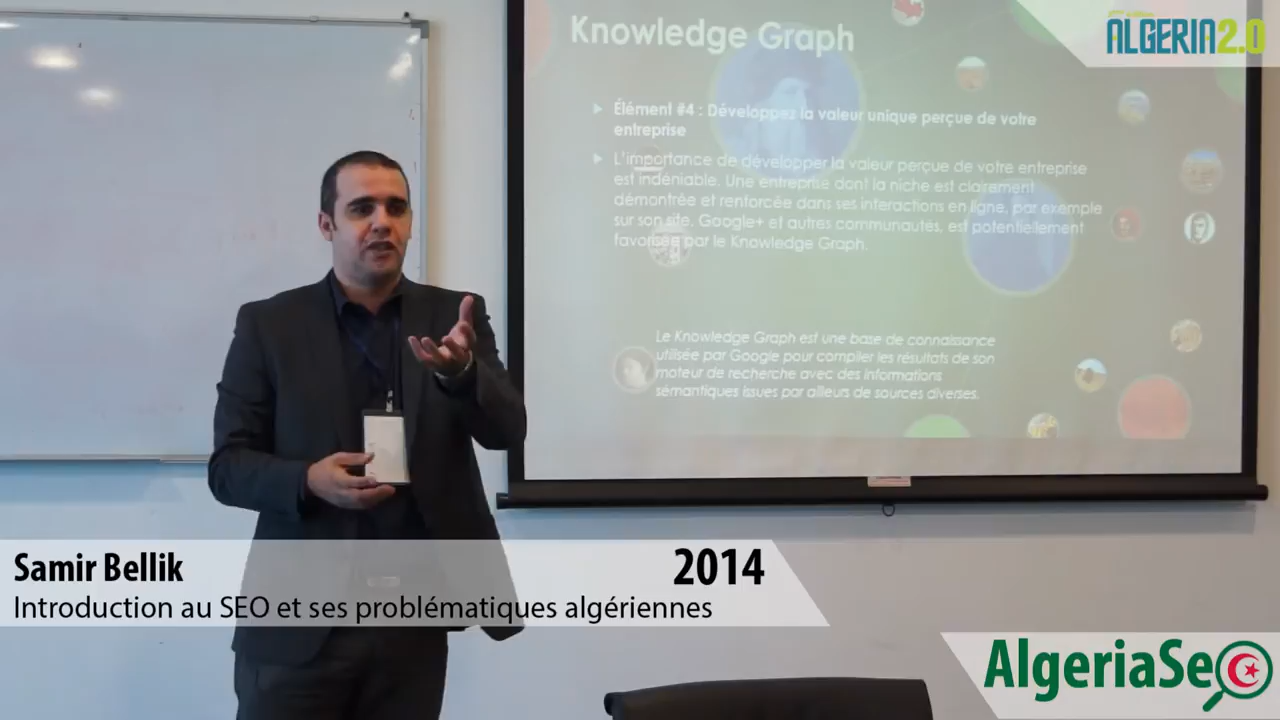 ALGERIA2.0
Knowledge Graph
Élément #4 : Développez la valeur unique perçue de votre
entreprise
L'importance de développer la valeur perçue de votre entreprise
est indéniable. Une entreprise dont la niche est clairement
démontrée et renforcée dans ses interactions en ligne, par exemple
sur son site, Google+ et autres communautés, est potentiellement
favorisée par le Knowledge Graph.
Le Knowledge Graph est une base de connaissance
utilisée par Google pour compiler les résultats de son
moteur de recherche avec des informations
sémantiques issues par ailleurs de sources diverses.
Samir Bellik
2014
Introduction au SEO et ses problématiques algériennes
AlgeriaSeo